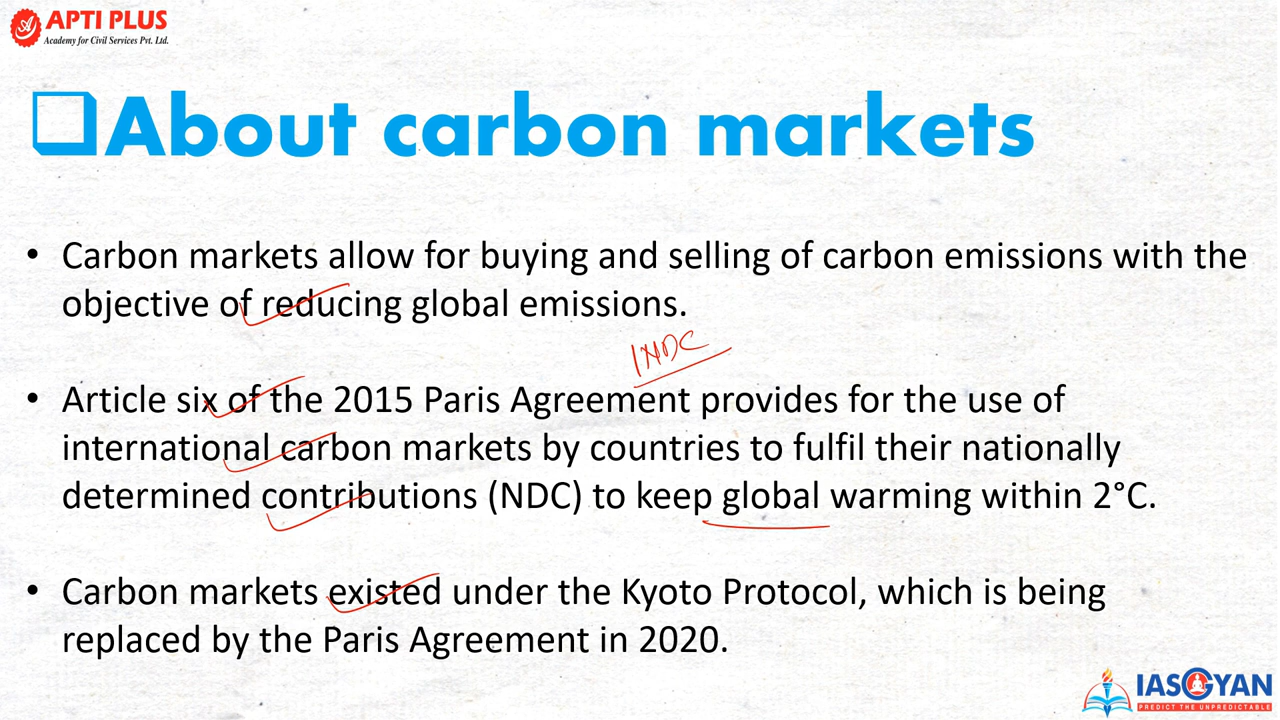 APTI PLUS
Academy for Civil Services Pvt. Ltd.
About carbon markets
• Carbon markets allow for buying and selling of carbon emissions with the
objective of reducing global emissions.
INDC
• Article six of the 2015 Paris Agreement provides for the use of
international carbon markets by countries to fulfil their nationally
determined contributions (NDC) to keep global warming within 2°C.
• Carbon markets existed under the Kyoto Protocol, which is being
replaced by the Paris Agreement in 2020.
IASGYAN
PREDICT THE UNPREDICTABLE